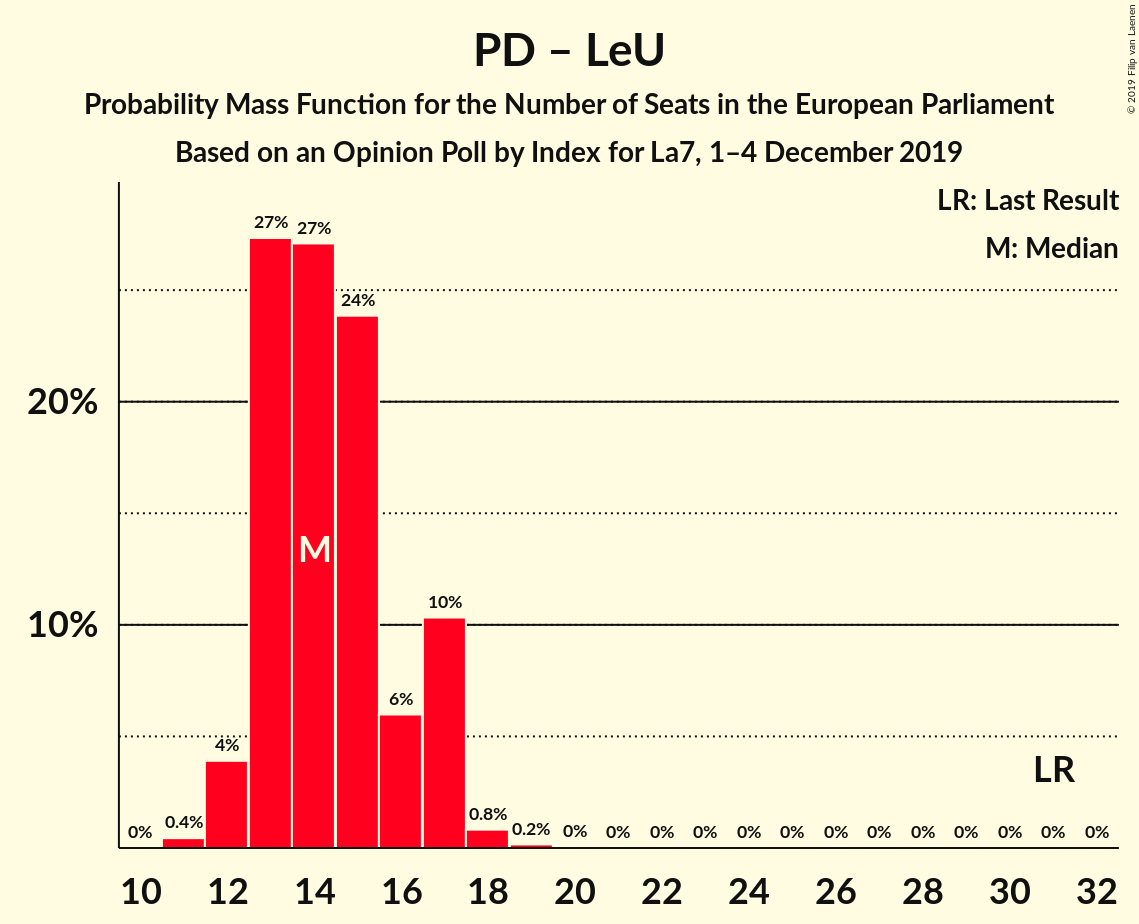 © 2019 Filip van Laenen
PD – LeU
Probability Mass Function for the Number of Seats in the European Parliament
Based on an Opinion Poll by Index for La7, 1–4 December 2019
LR: Last Result
M: Median
27%
27%
24%
20%
M
10%
10%
6%
4%
LR
0%
0.4%
0.8%
0.2%
0%
0%
0%
0%
0%
0%
0%
0%
0%
0%
0%
0%
0%
10 12 14 16 18 20 22 24 26 28 30 32